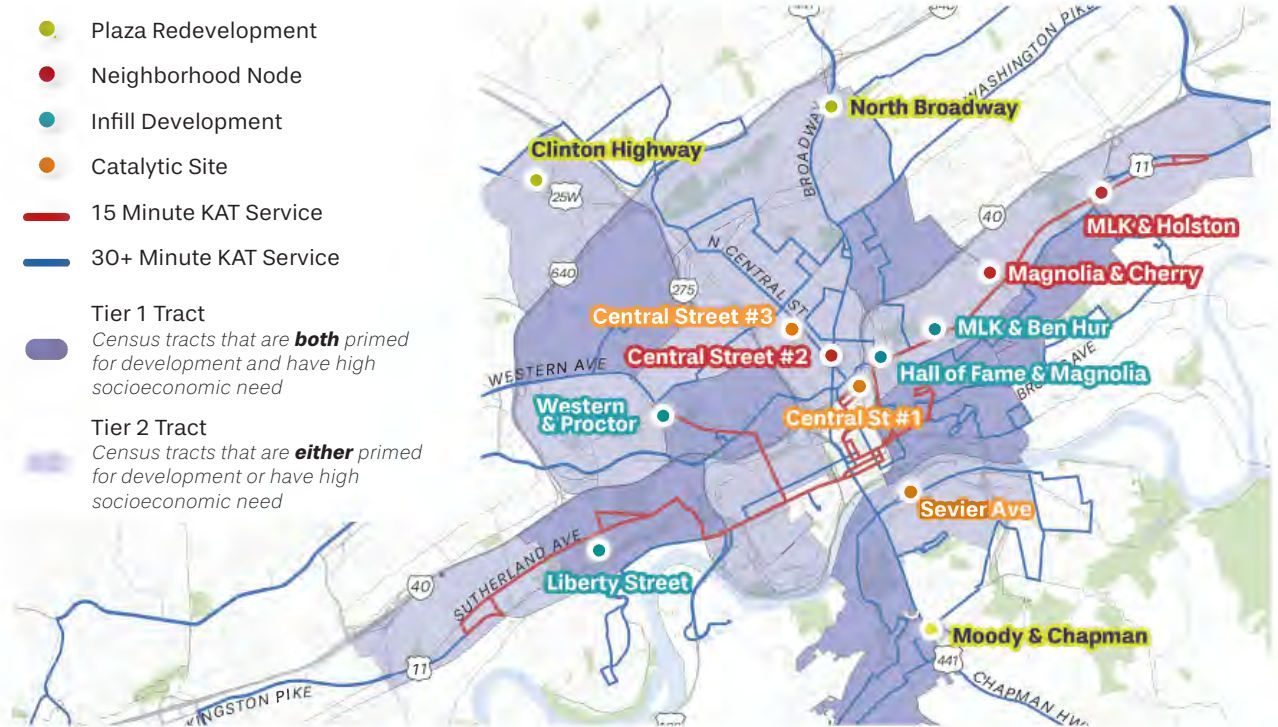 Plaza Redevelopment
Neighborhood Node
Infill Development
Catalytic Site
15 Minute KAT Service
30+ Minute KAT Service
Tier 1 Tract
Census tracts that are both primed
for development and have high
socioeconomic need
Tier 2 Tract
Census tracts that are either primed
for development or have high
socioeconomic need
WASHINGTON PIKE
North Broadway
BROADWAY
Clinton Highway
25W
11
40
MLK & Holston
N CENTRAL ST
640
275
Magnolia & Cherry
Central Street #3
MLK & Ben Hur
Central Street #2
WESTERN AVE
Hall of Fame & Magnolia
Western
& Proctor
Central St #1
Sevier Ave
SUTHERLAND AVE
Liberty Street
40
Moody & Chapman
441
11
KINGSTON PIKE
CHAPMAN HWY